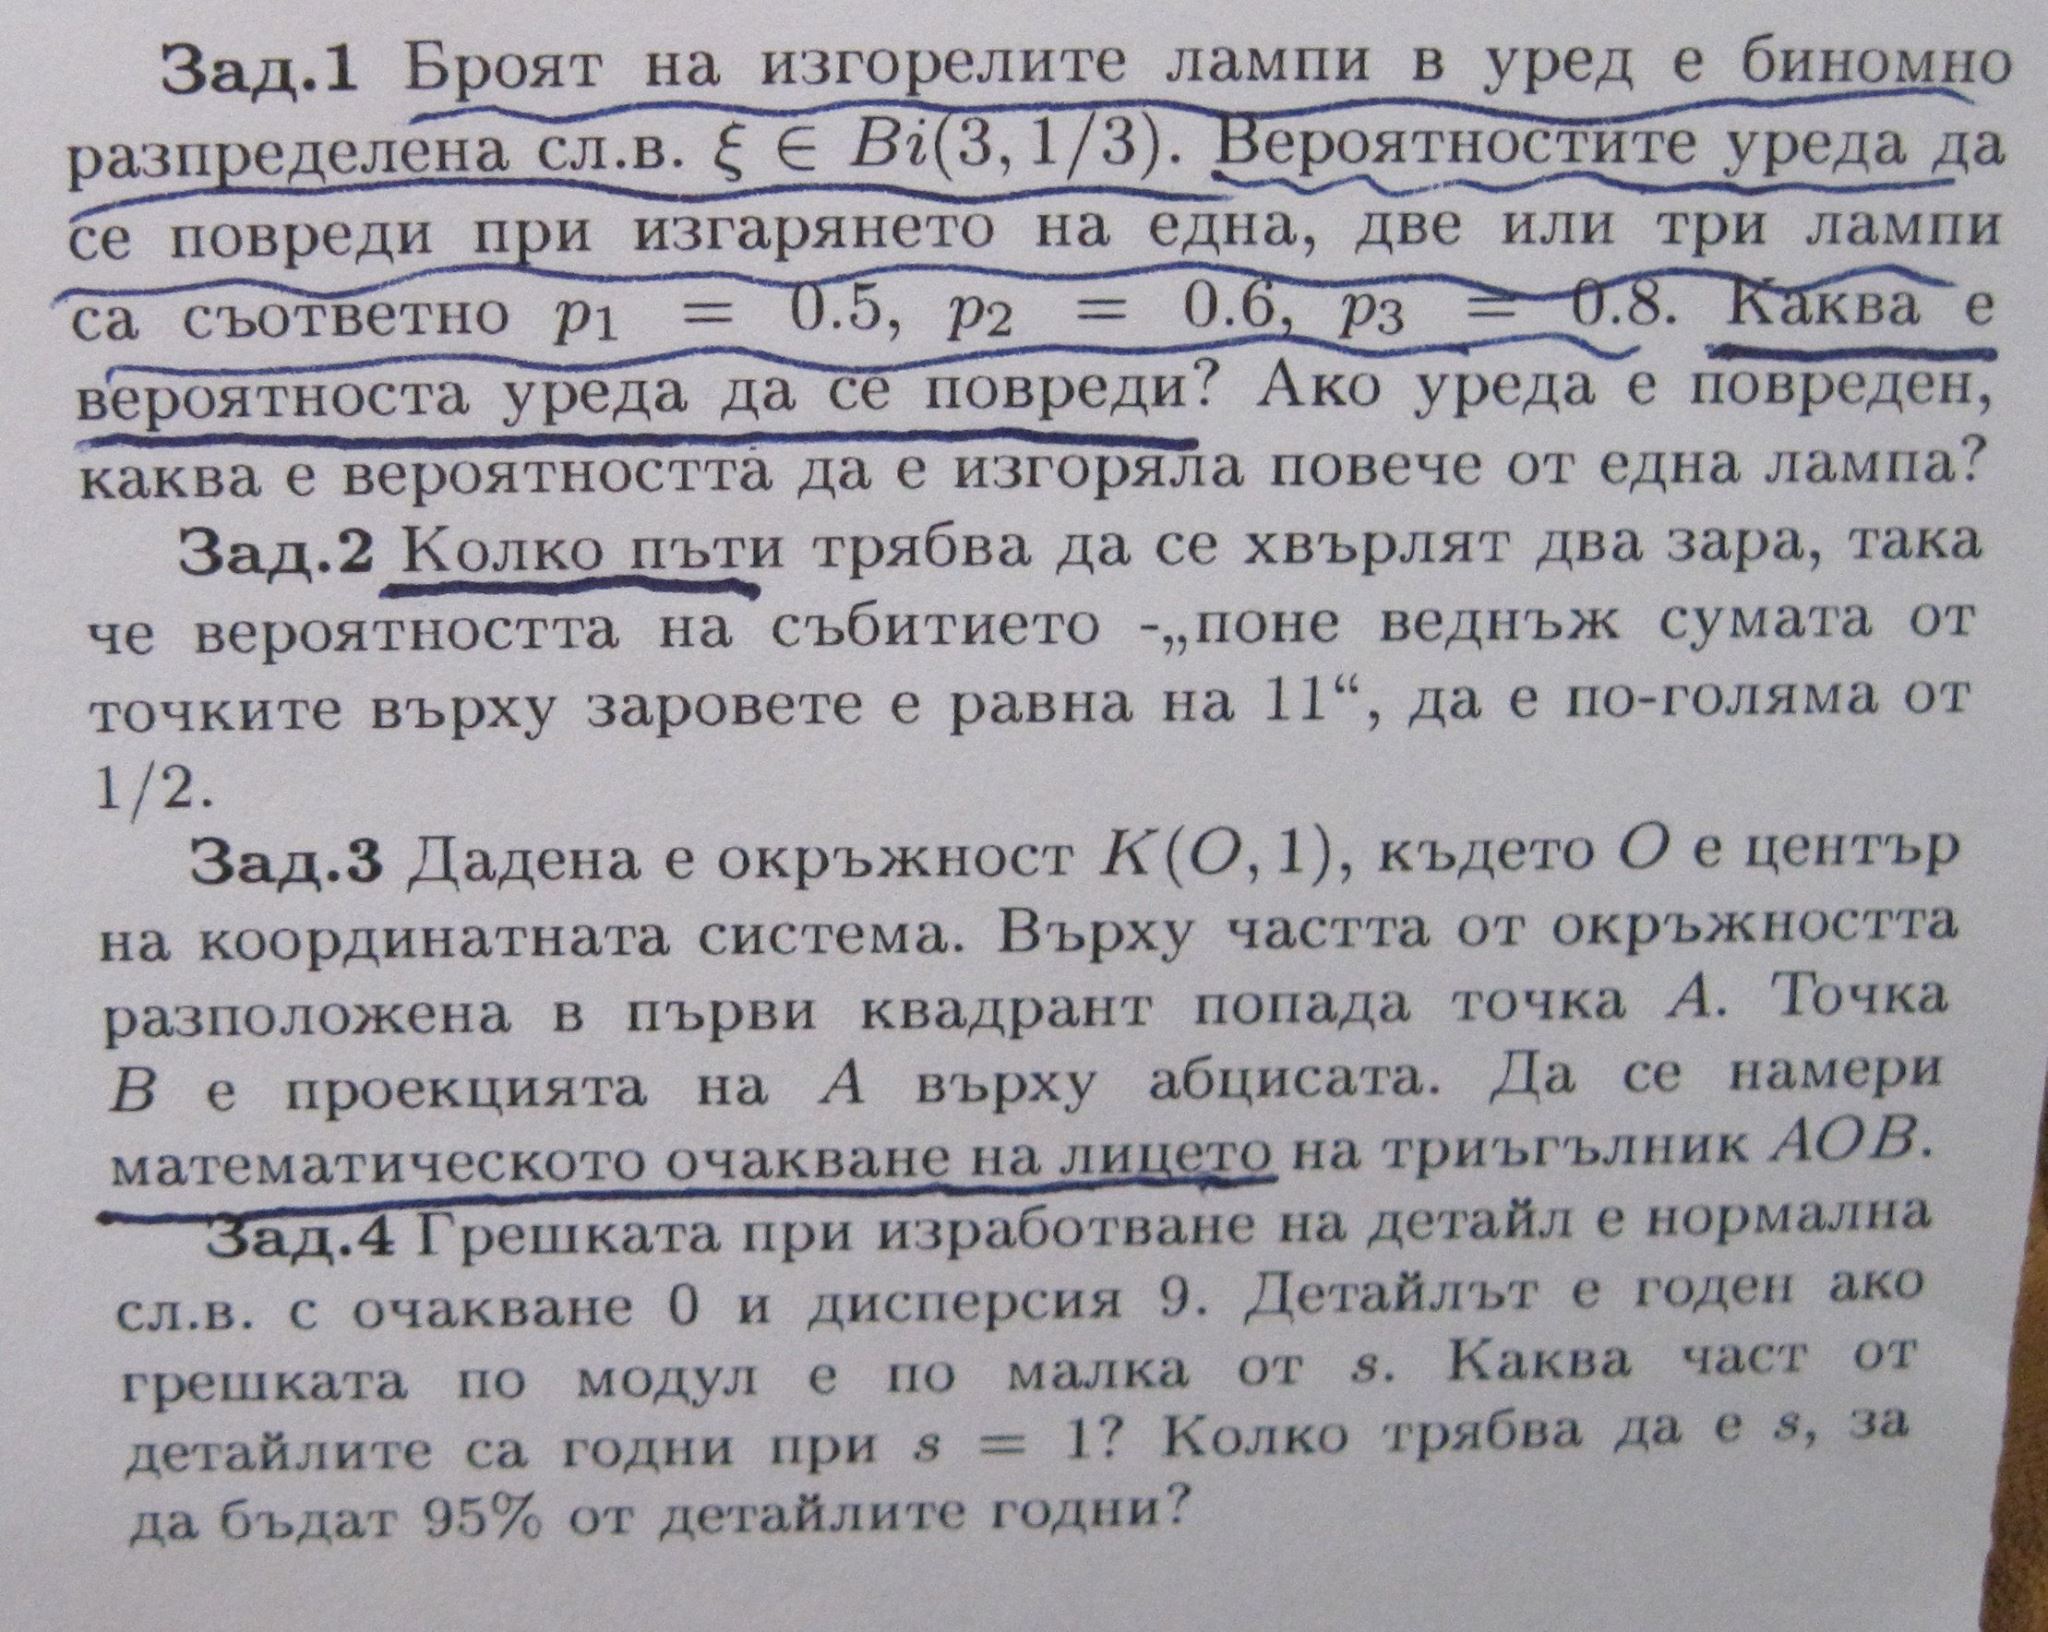 Зад.1 Броят на изгорелите лампи в уред е биномно
разпределена сл.в. ξ ∈ Bi(3, 1/3). Вероятностите уреда да
се повреди при изгарянето на една, две или три лампи
са съответно p₁ = 0.5, p₂ = 0.6, p₃ = 0.8. Каква е
вероятноста уреда да се повреди? Ако уреда е повреден,
каква е вероятността да е изгоряла повече от една лампа?
Зад.2 Колко пъти трябва да се хвърлят два зара, така
че вероятността на събитието -„поне веднъж сумата от
точките върху заровете е равна на 11“, да е по-голяма от
1/2.
Зад.3 Дадена е окръжност K(O, 1), където O е център
на координатната система. Върху частта от окръжността
разположена в първи квадрант попада точка A. Точка
B е проекцията на A върху абцисата. Да се намери
математическото очакване на лицето на триъгълник AOB.
Зад.4 Грешката при изработване на детайл е нормална
сл.в. с очакване 0 и дисперсия 9. Детайлът е годен ако
грешката по модул е по малка от s. Каква част от
детайлите са годни при s = 1? Колко трябва да е s, за
да бъдат 95% от детайлите годни?